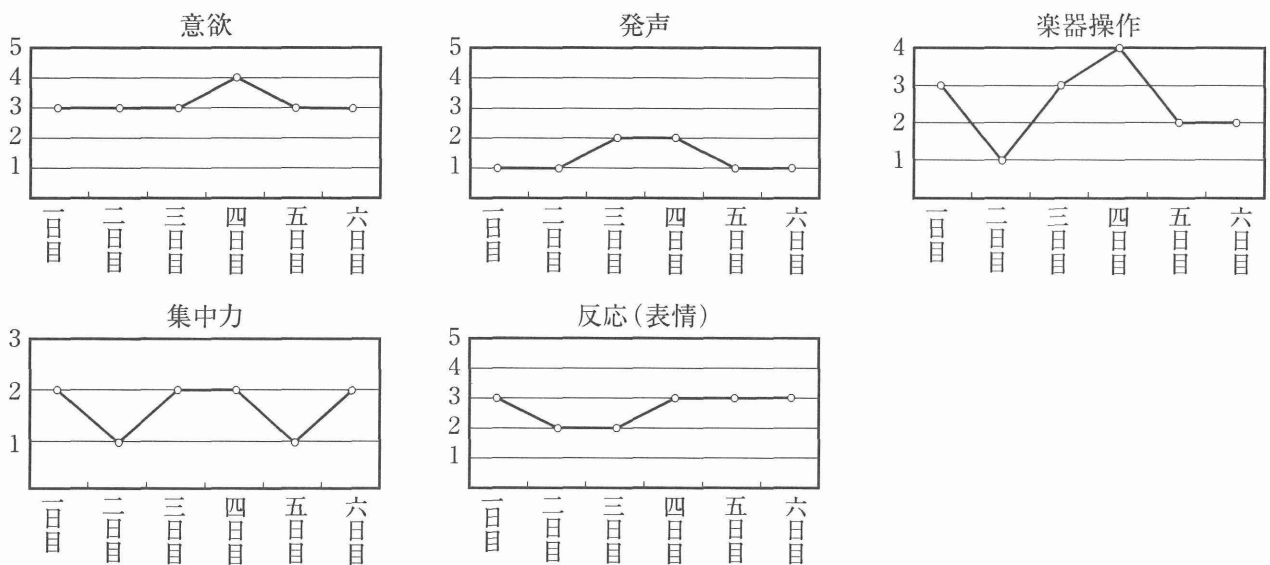 意欲
5
4
3
2
1
一日目
二日目
三日目
四日目
五日目
六日目
発声
5
4
3
2
1
一日目
二日目
三日目
四日目
五日目
六日目
楽器操作
4
3
2
1
一日目
二日目
三日目
四日目
五日目
六日目
集中力
3
2
1
一日目
二日目
三日目
四日目
五日目
六日目
反応(表情)
5
4
3
2
1
一日目
二日目
三日目
四日目
五日目
六日目